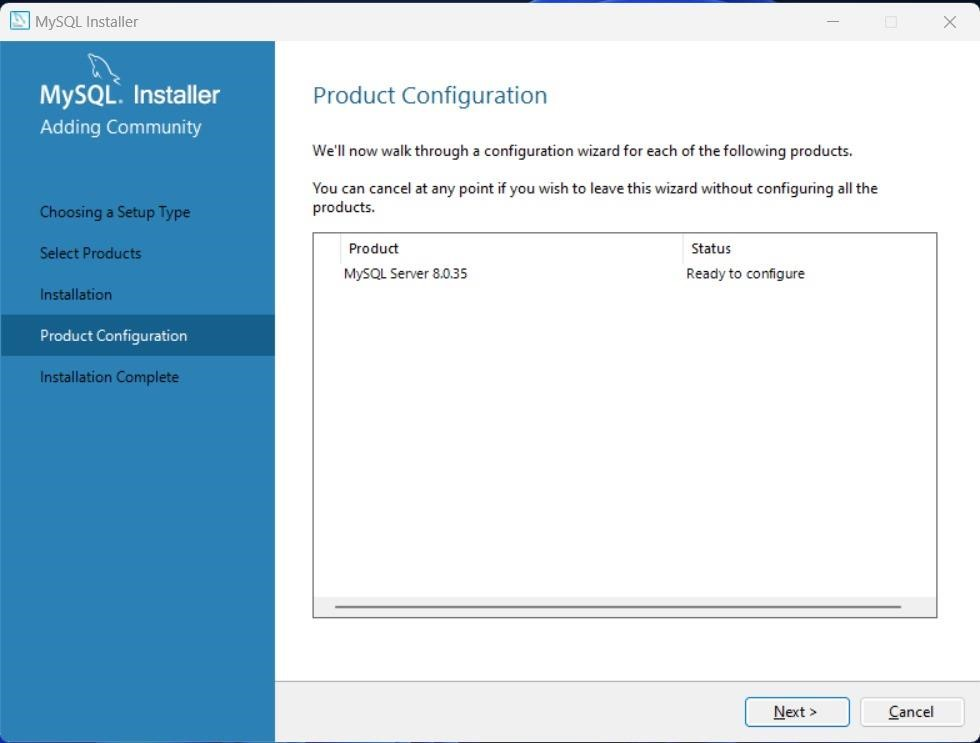 MySQL Installer
MySQL. Installer
Adding Community
Choosing a Setup Type
Select Products
Installation
Product Configuration
Installation Complete
Product Configuration
We'll now walk through a configuration wizard for each of the following products.
You can cancel at any point if you wish to leave this wizard without configuring all the
products.
Product Status
MySQL Server 8.0.35 Ready to configure
Next > Cancel